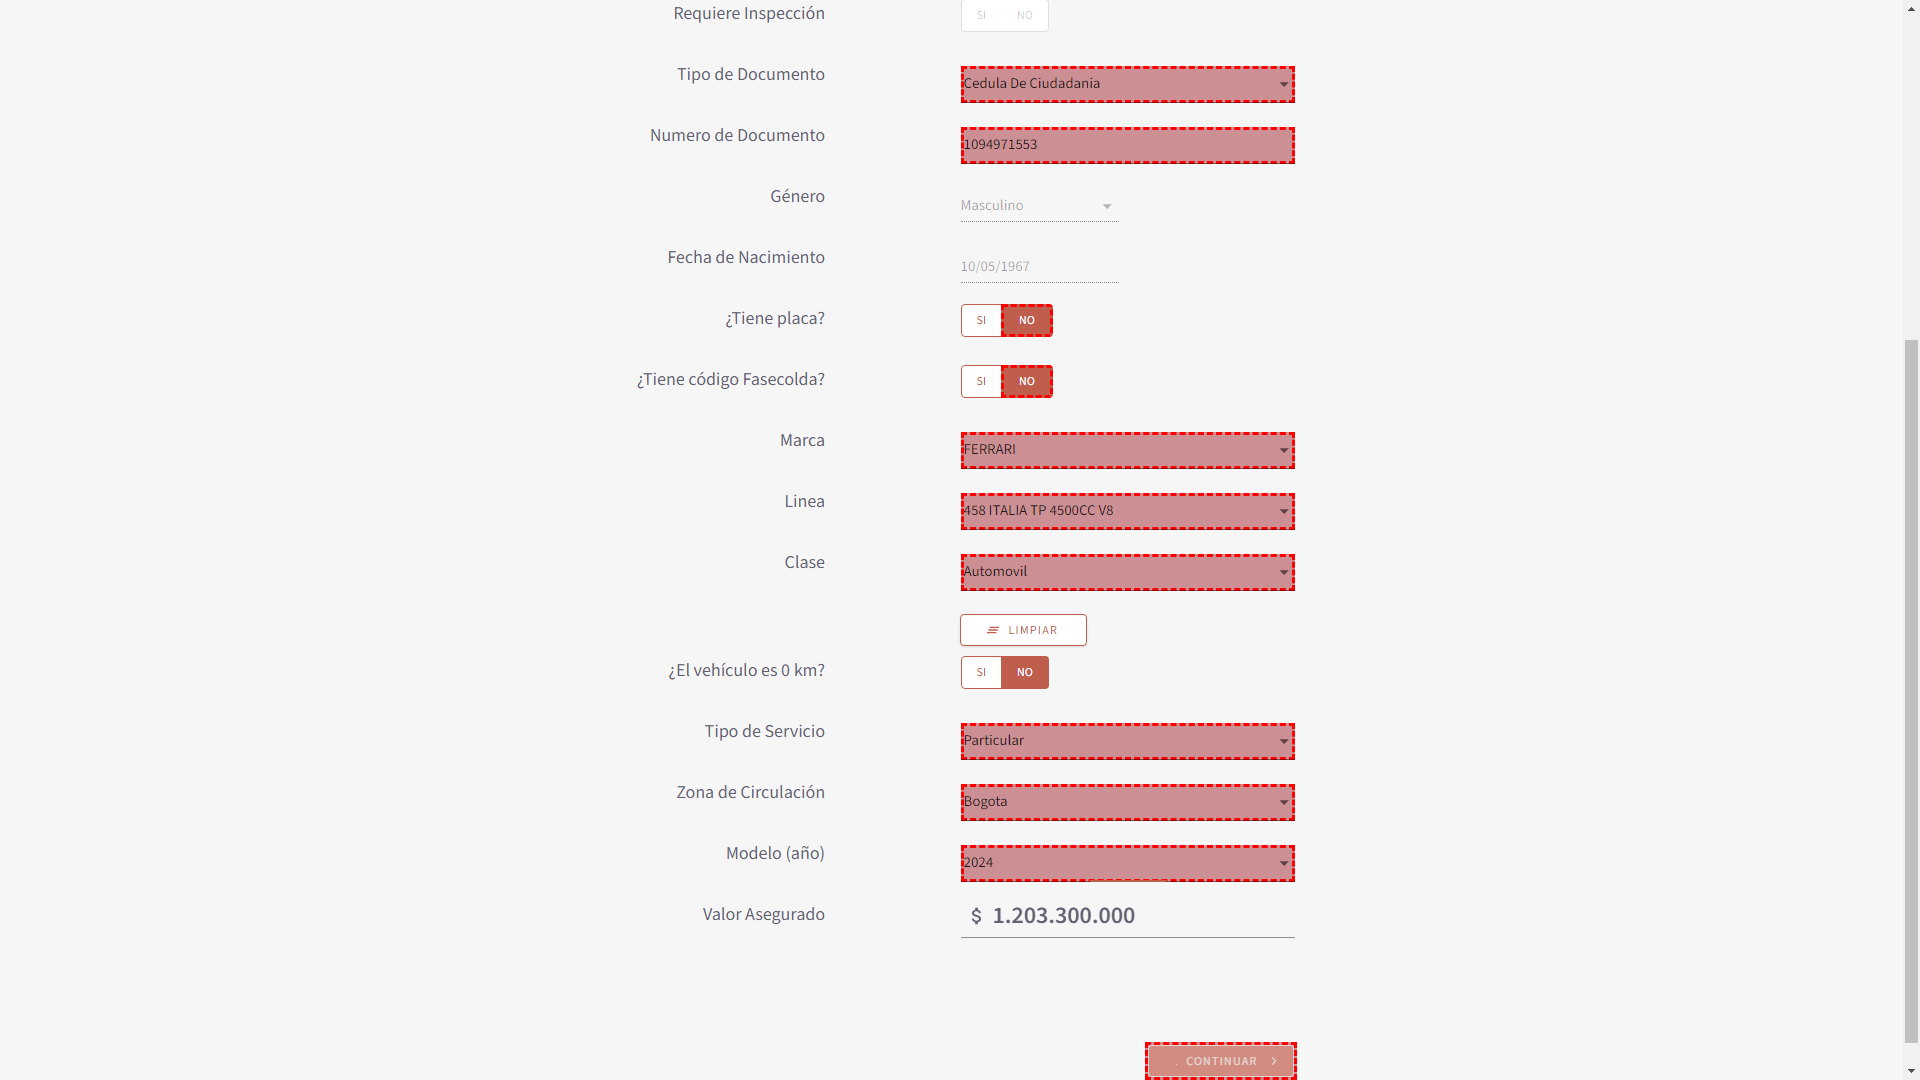 Requiere Inspección SI NO
Tipo de Documento Cedula De Ciudadania
Numero de Documento 1094971553
Género Masculino
Fecha de Nacimiento 10/05/1967
¿Tiene placa? SI NO
¿Tiene código Fasecolda? SI NO
Marca FERRARI
Linea 458 ITALIA TP 4500CC V8
Clase Automovil
LIMPIAR
¿El vehículo es 0 km? SI NO
Tipo de Servicio Particular
Zona de Circulación Bogota
Modelo (año) 2024
Valor Asegurado $ 1.203.300.000
CONTINUAR